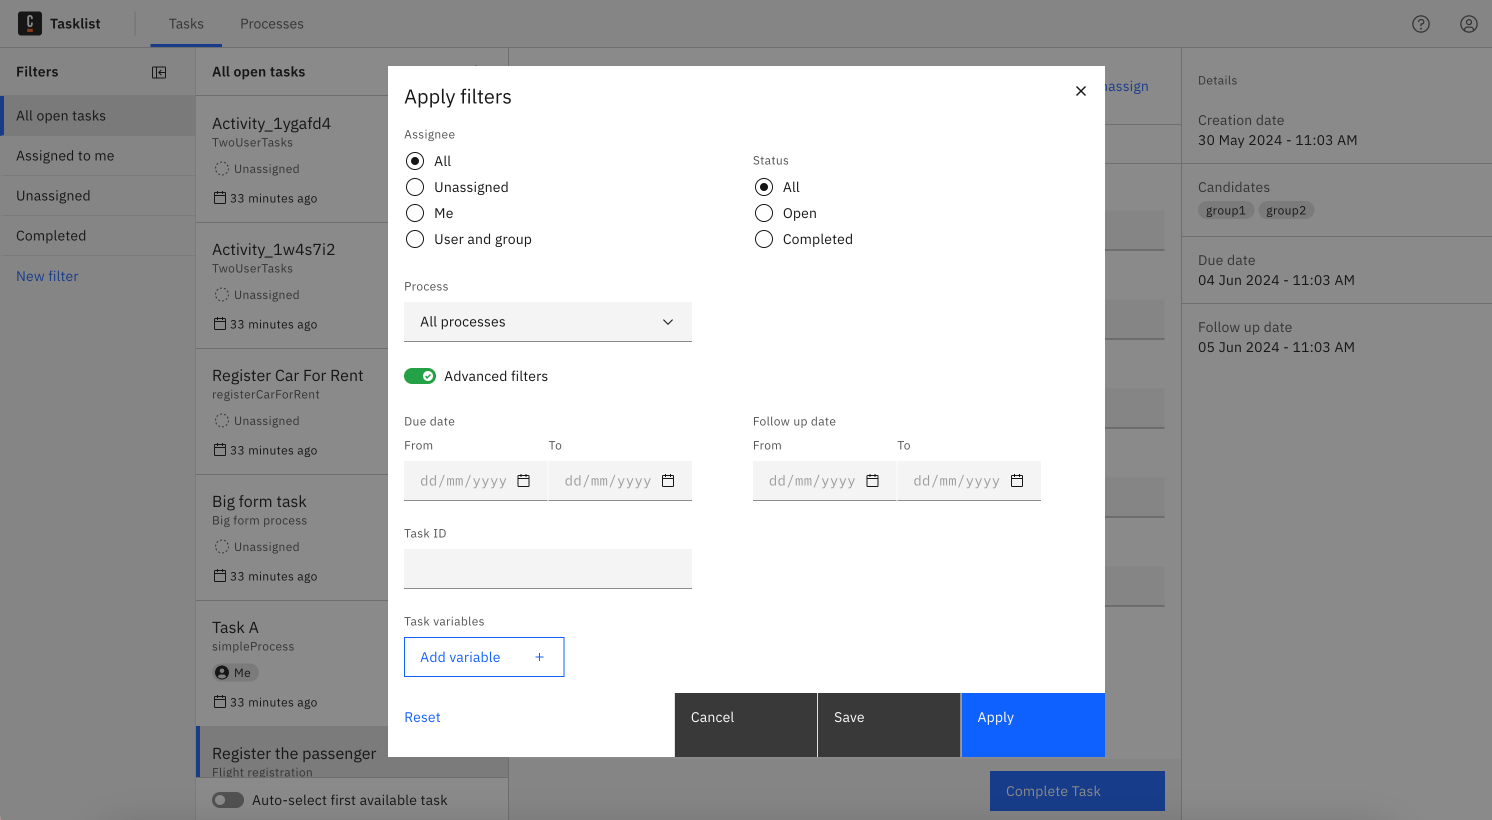 Tasklist
Tasks
Processes
Filters
All open tasks
Assigned to me
Unassigned
Completed
New filter
All open tasks
Activity_1ygafd4
TwoUserTasks
Unassigned
33 minutes ago
Activity_1w4s7i2
TwoUserTasks
Unassigned
33 minutes ago
Register Car For Rent
registerCarForRent
Unassigned
33 minutes ago
Big form task
Big form process
Unassigned
33 minutes ago
Task A
simpleProcess
Me
33 minutes ago
Register the passenger
Flight registration
Auto-select first available task
Apply filters
Assignee
All
Unassigned
Me
User and group
Status
All
Open
Completed
Process
All processes
Advanced filters
Due date
From
To
dd/mm/yyyy
dd/mm/yyyy
Follow up date
From
To
dd/mm/yyyy
dd/mm/yyyy
Task ID
Task variables
Add variable +
Reset
Cancel
Save
Apply
Complete Task
Details
Creation date
30 May 2024 - 11:03 AM
Candidates
group1 group2
Due date
04 Jun 2024 - 11:03 AM
Follow up date
05 Jun 2024 - 11:03 AM